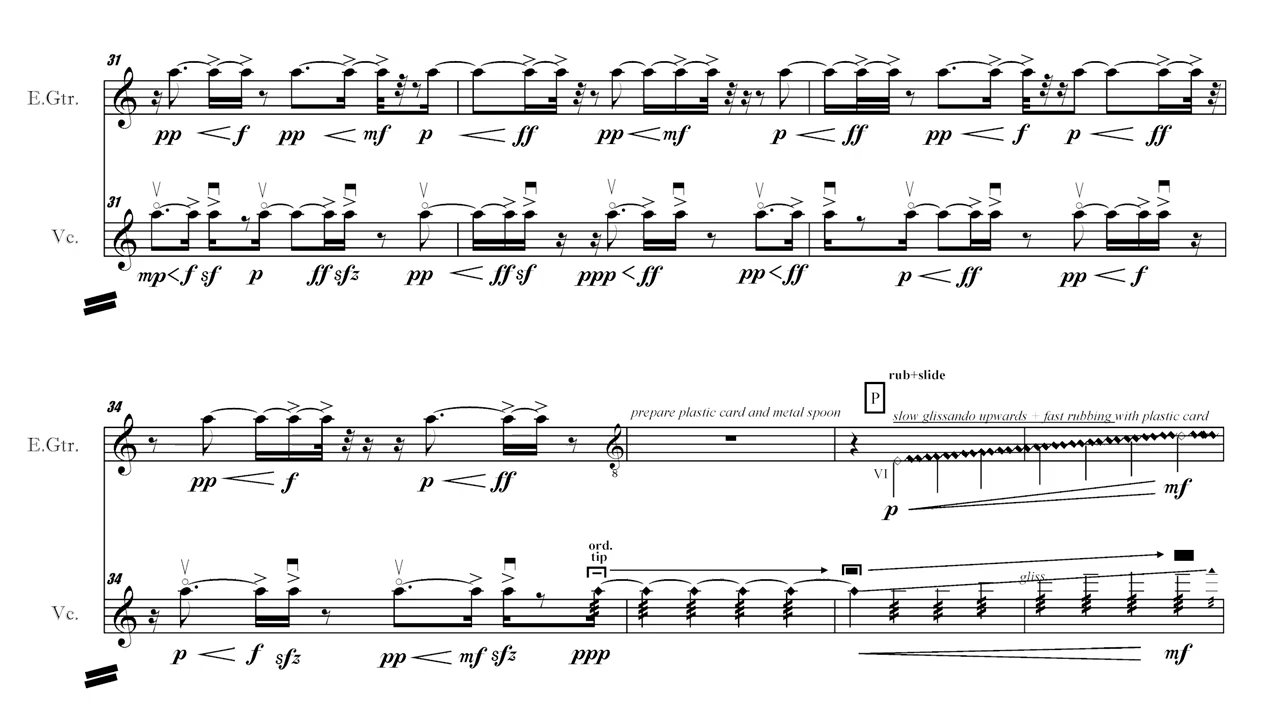 31
E.Gtr.
pp f pp mf p ff pp mf p ff pp f p ff
31
Vc.
mp f sf p ff sfz pp ff sf ppp ff pp ff p ff pp f
rub+slide
34
P
prepare plastic card and metal spoon
slow glissando upwards + fast rubbing with plastic card
E.Gtr.
8
VI
pp f p ff p mf
ord.
tip
34
gliss.
Vc.
p f sfz pp mf sfz ppp mf